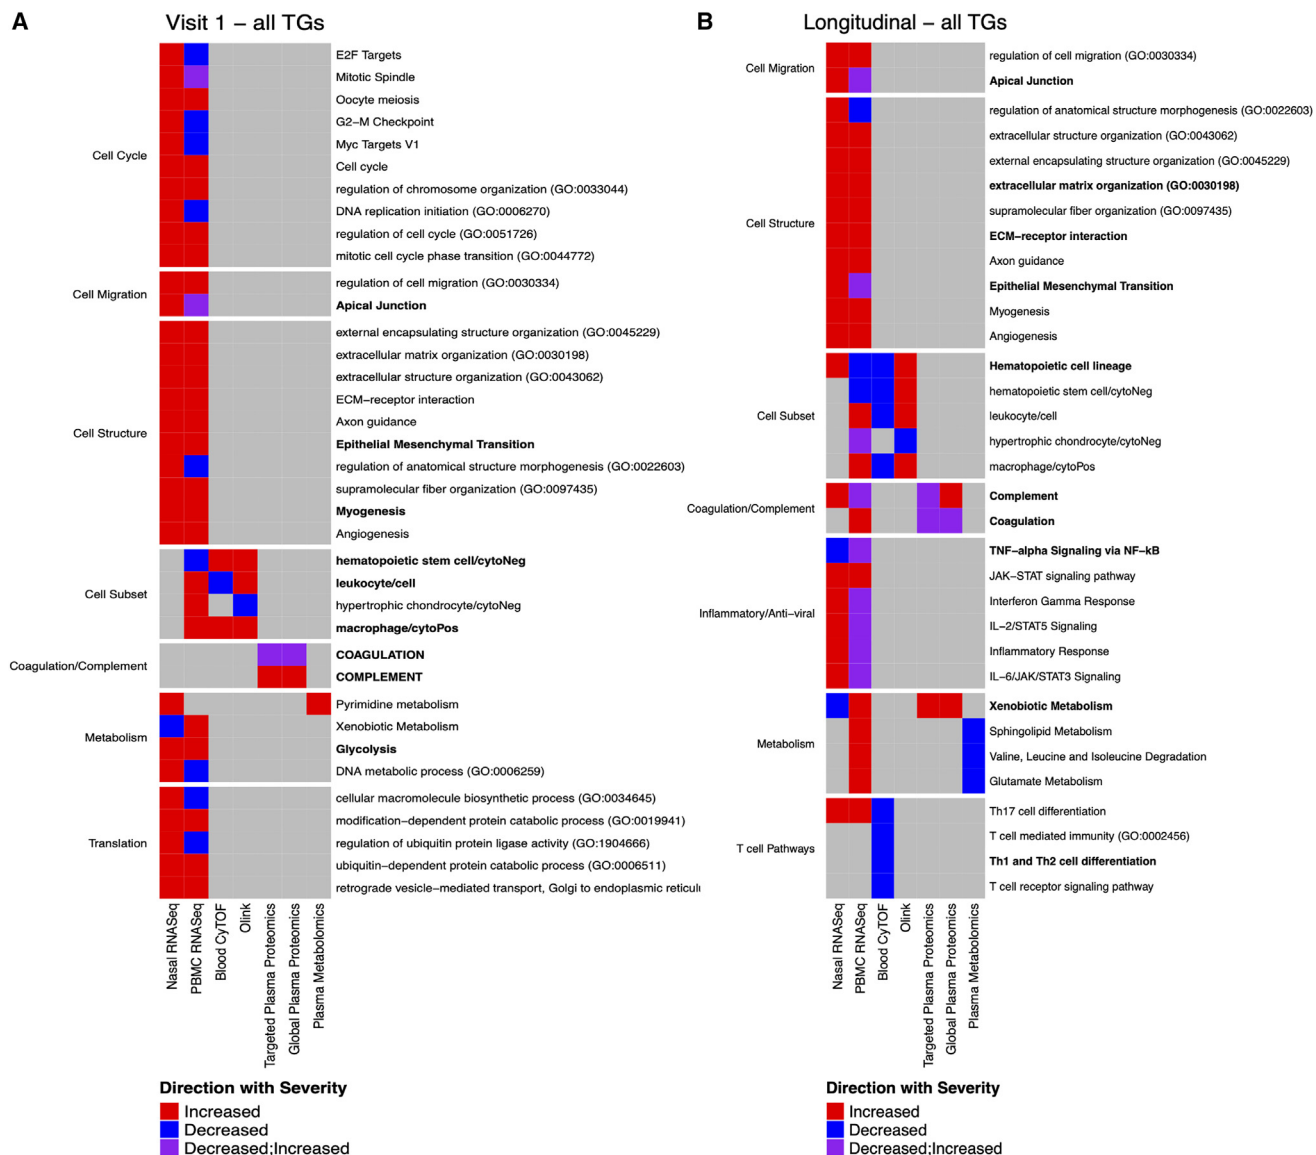 A
Visit 1 – all TGs
Cell Cycle
E2F Targets
Mitotic Spindle
Oocyte meiosis
G2−M Checkpoint
Myc Targets V1
Cell cycle
regulation of chromosome organization (GO:0033044)
DNA replication initiation (GO:0006270)
regulation of cell cycle (GO:0051726)
mitotic cell cycle phase transition (GO:0044772)
Cell Migration
regulation of cell migration (GO:0030334)
Apical Junction
Cell Structure
external encapsulating structure organization (GO:0045229)
extracellular matrix organization (GO:0030198)
extracellular structure organization (GO:0043062)
ECM−receptor interaction
Axon guidance
Epithelial Mesenchymal Transition
regulation of anatomical structure morphogenesis (GO:0022603)
supramolecular fiber organization (GO:0097435)
Myogenesis
Angiogenesis
Cell Subset
hematopoietic stem cell/cytoNeg
leukocyte/cell
hypertrophic chondrocyte/cytoNeg
macrophage/cytoPos
Coagulation/Complement
COAGULATION
COMPLEMENT
Metabolism
Pyrimidine metabolism
Xenobiotic Metabolism
Glycolysis
DNA metabolic process (GO:0006259)
Translation
cellular macromolecule biosynthetic process (GO:0034645)
modification−dependent protein catabolic process (GO:0019941)
regulation of ubiquitin protein ligase activity (GO:1904666)
ubiquitin−dependent protein catabolic process (GO:0006511)
retrograde vesicle−mediated transport, Golgi to endoplasmic reticulu
Nasal RNASeq
PBMC RNASeq
Blood CyTOF
Olink
Targeted Plasma Proteomics
Global Plasma Proteins
Plasma Metabolomics
Direction with Severity
Increased
Decreased
Decreased;Increased
B
Longitudinal – all TGs
Cell Migration
regulation of cell migration (GO:0030334)
Apical Junction
Cell Structure
regulation of anatomical structure morphogenesis (GO:0022603)
extracellular structure organization (GO:0043062)
external encapsulating structure organization (GO:0045229)
extracellular matrix organization (GO:0030198)
supramolecular fiber organization (GO:0097435)
ECM−receptor interaction
Axon guidance
Epithelial Mesenchymal Transition
Myogenesis
Angiogenesis
Cell Subset
Hematopoietic cell lineage
hematopoietic stem cell/cytoNeg
leukocyte/cell
hypertrophic chondrocyte/cytoNeg
macrophage/cytoPos
Coagulation/Complement
Complement
Coagulation
Inflammatory/Anti−viral
TNF−alpha Signaling via NF−kB
JAK−STAT signaling pathway
Interferon Gamma Response
IL−2/STAT5 Signaling
Inflammatory Response
IL−6/JAK/STAT3 Signaling
Metabolism
Xenobiotic Metabolism
Sphingolipid Metabolism
Valine, Leucine and Isoleucine Degradation
Glutamate Metabolism
T cell Pathways
Th17 cell differentiation
T cell mediated immunity (GO:0002456)
Th1 and Th2 cell differentiation
T cell receptor signaling pathway
Nasal RNASeq
PBMC RNASeq
Blood CyTOF
Olink
Targeted Plasma Proteomics
Global Plasma Proteins
Plasma Metabolomics
Direction with Severity
Increased
Decreased
Decreased;Increased